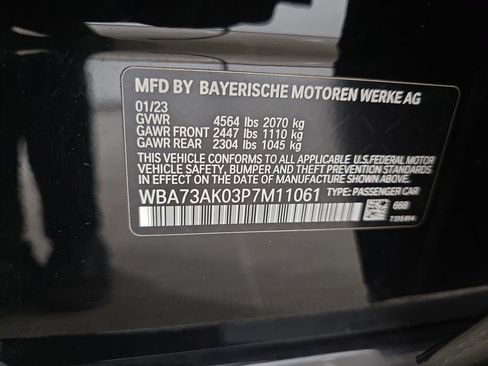 MFD BY BAYERISCHE MOTOREN WERKE AG
01/23
GVWR 4564 lbs 2070 kg
GAWR FRONT 2447 lbs 1110 kg
GAWR REAR 2304 lbs 1045 kg
THIS VEHICLE CONFORMS TO ALL APPLICABLE U.S.FEDERAL MOTOR
VEHICLE SAFETY, BUMPER, AND THEFT PREVENTION STANDARDS
IN EFFECT ON THE DATE OF MANUFACTURE SHOWN ABOVE.
WBA73AK03P7M11061 TYPE: PASSENGER CAR
668